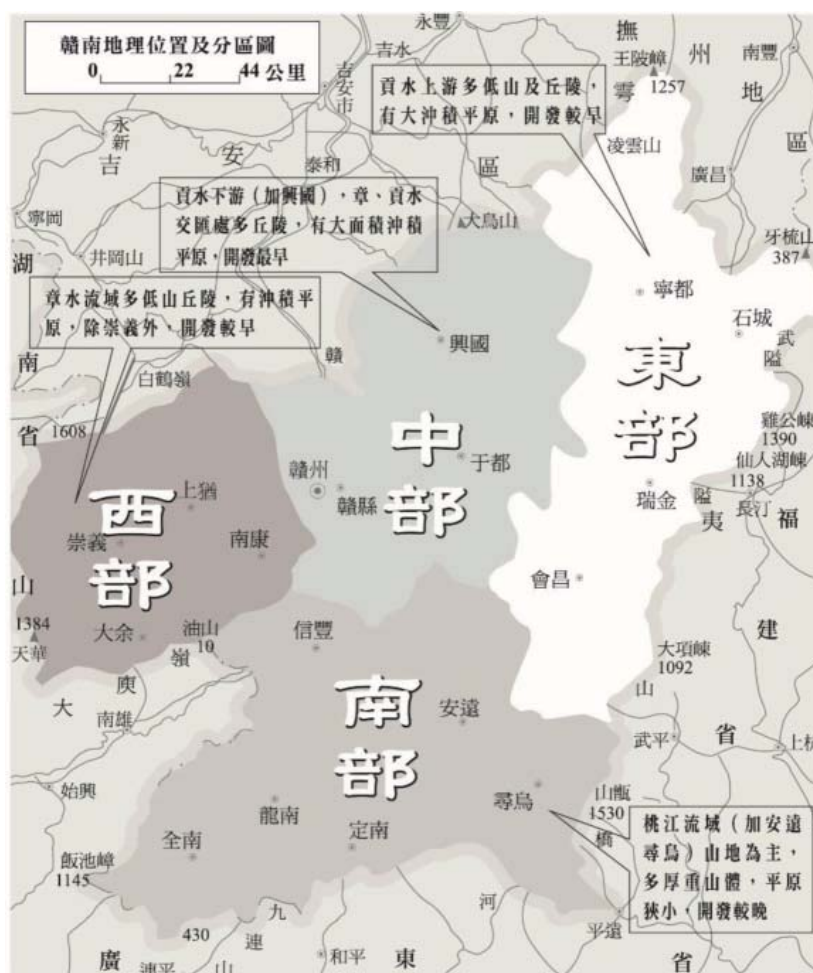 贛南地理位置及分區圖
0 22 44 公里
永豐
吉水
吉安市
撫
州
地
區
王陂嶂
1257
南豐
雩
貢水上游多低山及丘陵，
有大沖積平原，開發較早
凌雲山
廣昌
永新
吉
安
區
泰和
貢水下游（加興國），章、貢水
交匯處多丘陵，有大面積沖積
平原，開發最早
大烏山
寧岡
井岡山
牙梳山
387
湖
南
省
章水流域多低山丘陵，有沖積平
原，除崇義外，開發較早
寧都
石城
武
興國
贛
隘
白鶴嶺
1608
東部
雞公崠
1390
仙人湖崠
1138
中部
于都
贛州
贛縣
瑞金
隘
長汀
夷
福
上猶
西部
崇義
南康
會昌
山
1384
天華
大余
油山
10
嶺
信豐
大項崠
1092
建
庾
大
南雄
南部
安遠
山
省
武平
上杭
始興
尋烏
山甑
1530
橋
龍南
定南
全南
飯池嶂
1145
桃江流域（加安遠
尋烏）山地為主，
多厚重山體，平原
狹小，開發較晚
430
九
連
山
河
平遠
和平
連平
廣
東
省